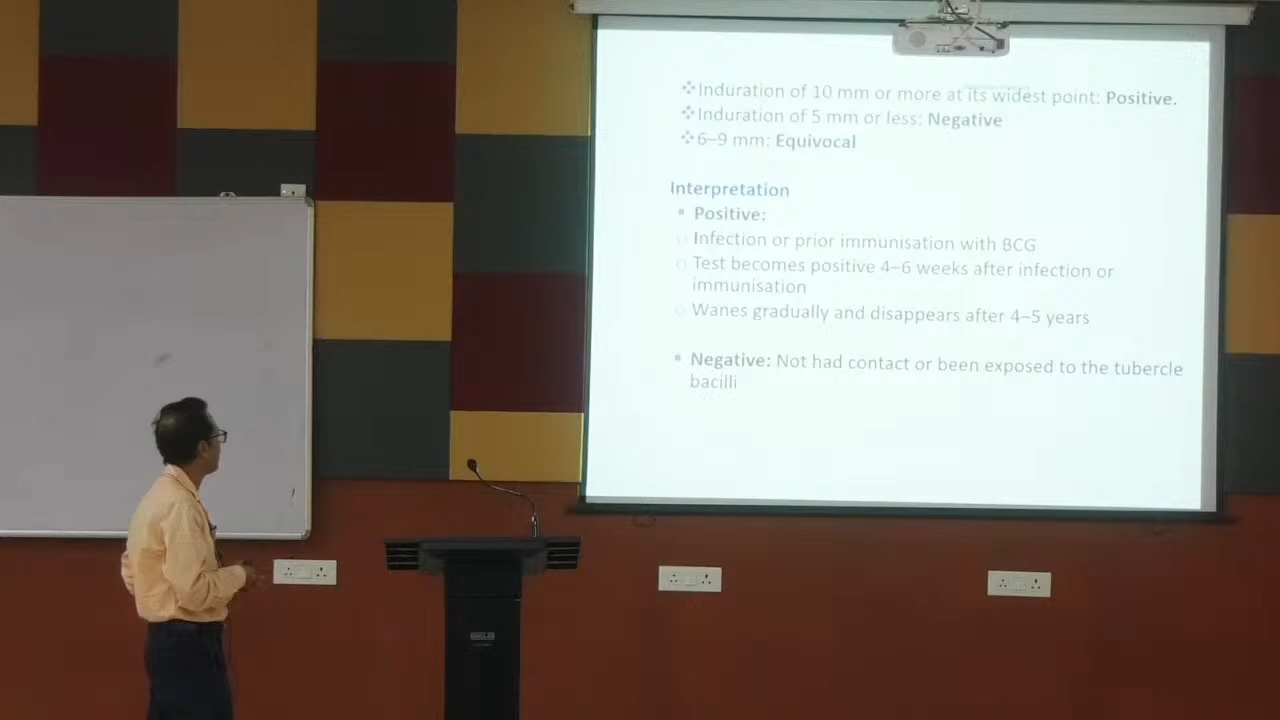 ❖Induration of 10 mm or more at its widest point: Positive.
❖Induration of 5 mm or less: Negative
❖6–9 mm: Equivocal
Interpretation
▪ Positive:
○ Infection or prior immunisation with BCG
○ Test becomes positive 4–6 weeks after infection or
immunisation
○ Wanes gradually and disappears after 4–5 years
▪ Negative: Not had contact or been exposed to the tubercle
bacilli